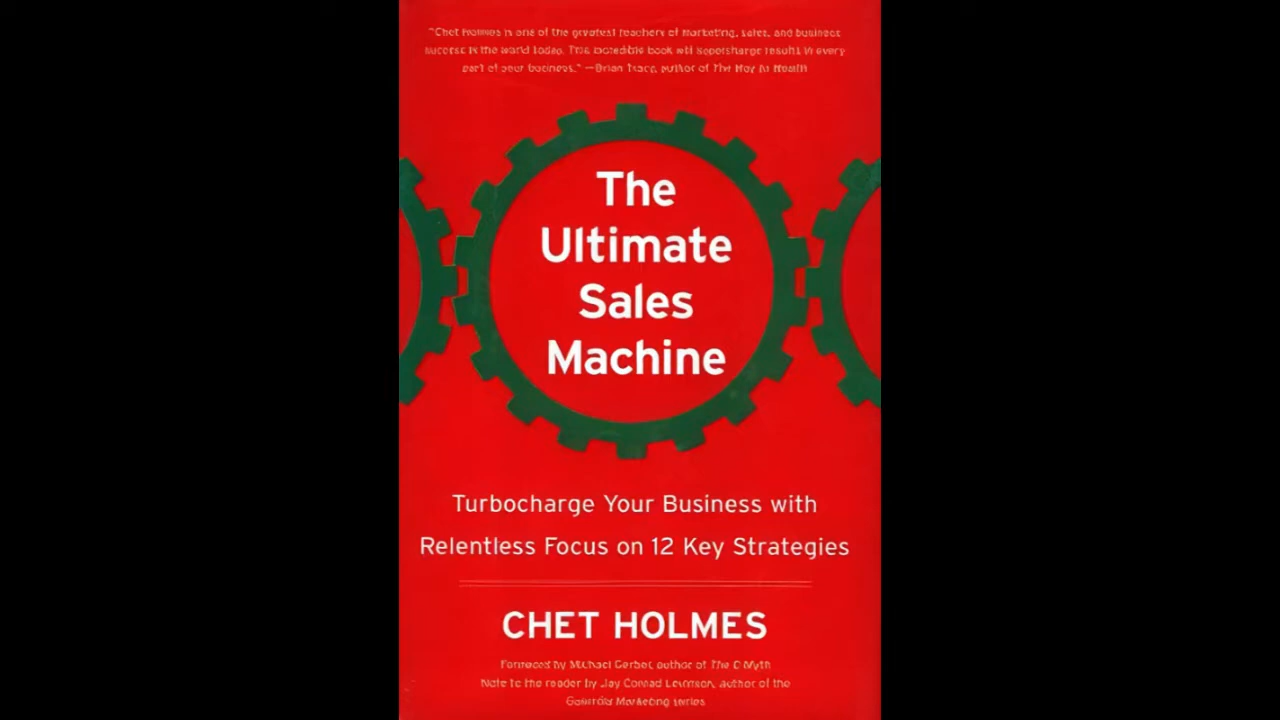 "Chet Holmes is one of the greatest teachers of marketing, sales, and business
success in the world today. This incredible book will supercharge results in every
part of your business." —Brian Tracy, author of The Way to Wealth
The
Ultimate
Sales
Machine
Turbocharge Your Business with
Relentless Focus on 12 Key Strategies
CHET HOLMES
Foreword by Michael Gerber, author of The E-Myth
Note to the reader by Jay Conrad Levinson, author of the
Guerrilla Marketing series